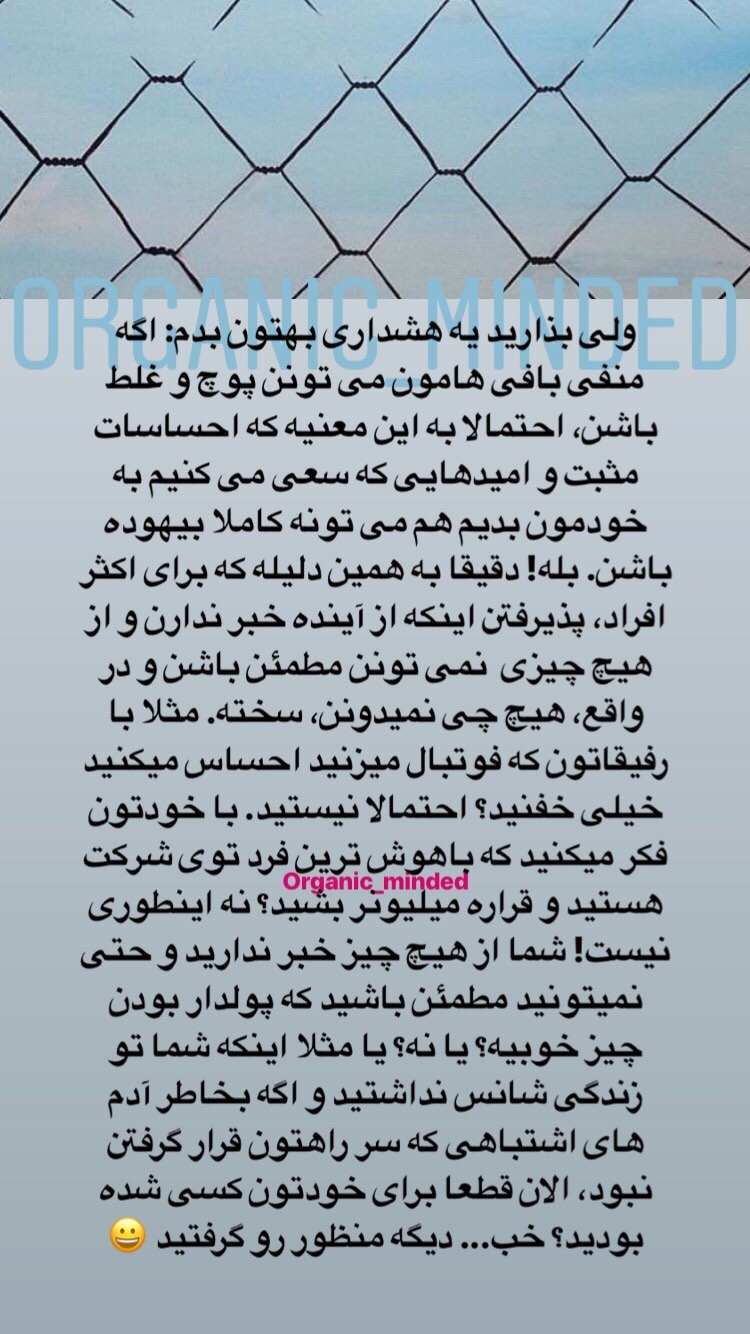 ORGANIC_MINDED
ولی بذارید یه هشداری بهتون بدم: اگه
منفی بافی هامون می تونن پوچ و غلط
باشن، احتمالا به این معنیه که احساسات
مثبت و امیدهایی که سعی می کنیم به
خودمون بدیم هم می تونه کاملا بیهوده
باشن. بله! دقیقا به همین دلیله که برای اکثر
افراد، پذیرفتن اینکه از آینده خبر ندارن و از
هیچ چیزی نمی تونن مطمئن باشن و در
واقع، هیچ چی نمیدونن، سخته. مثلا با
رفیقاتون که فوتبال میزنید احساس میکنید
خیلی خفنید؟ احتمالا نیستید. با خودتون
فکر میکنید که باهوش ترین فرد توی شرکت
Organic_minded
هستید و قراره میلیونر بشید؟ نه اینطوری
نیست! شما از هیچ چیز خبر ندارید و حتی
نمیتونید مطمئن باشید که پولدار بودن
چیز خوبیه؟ یا نه؟ یا مثلا اینکه شما تو
زندگی شانس نداشتید و اگه بخاطر آدم
های اشتباهی که سر راهتون قرار گرفتن
نبود، الان قطعا برای خودتون کسی شده
بودید؟ خب... دیگه منظور رو گرفتید 😀